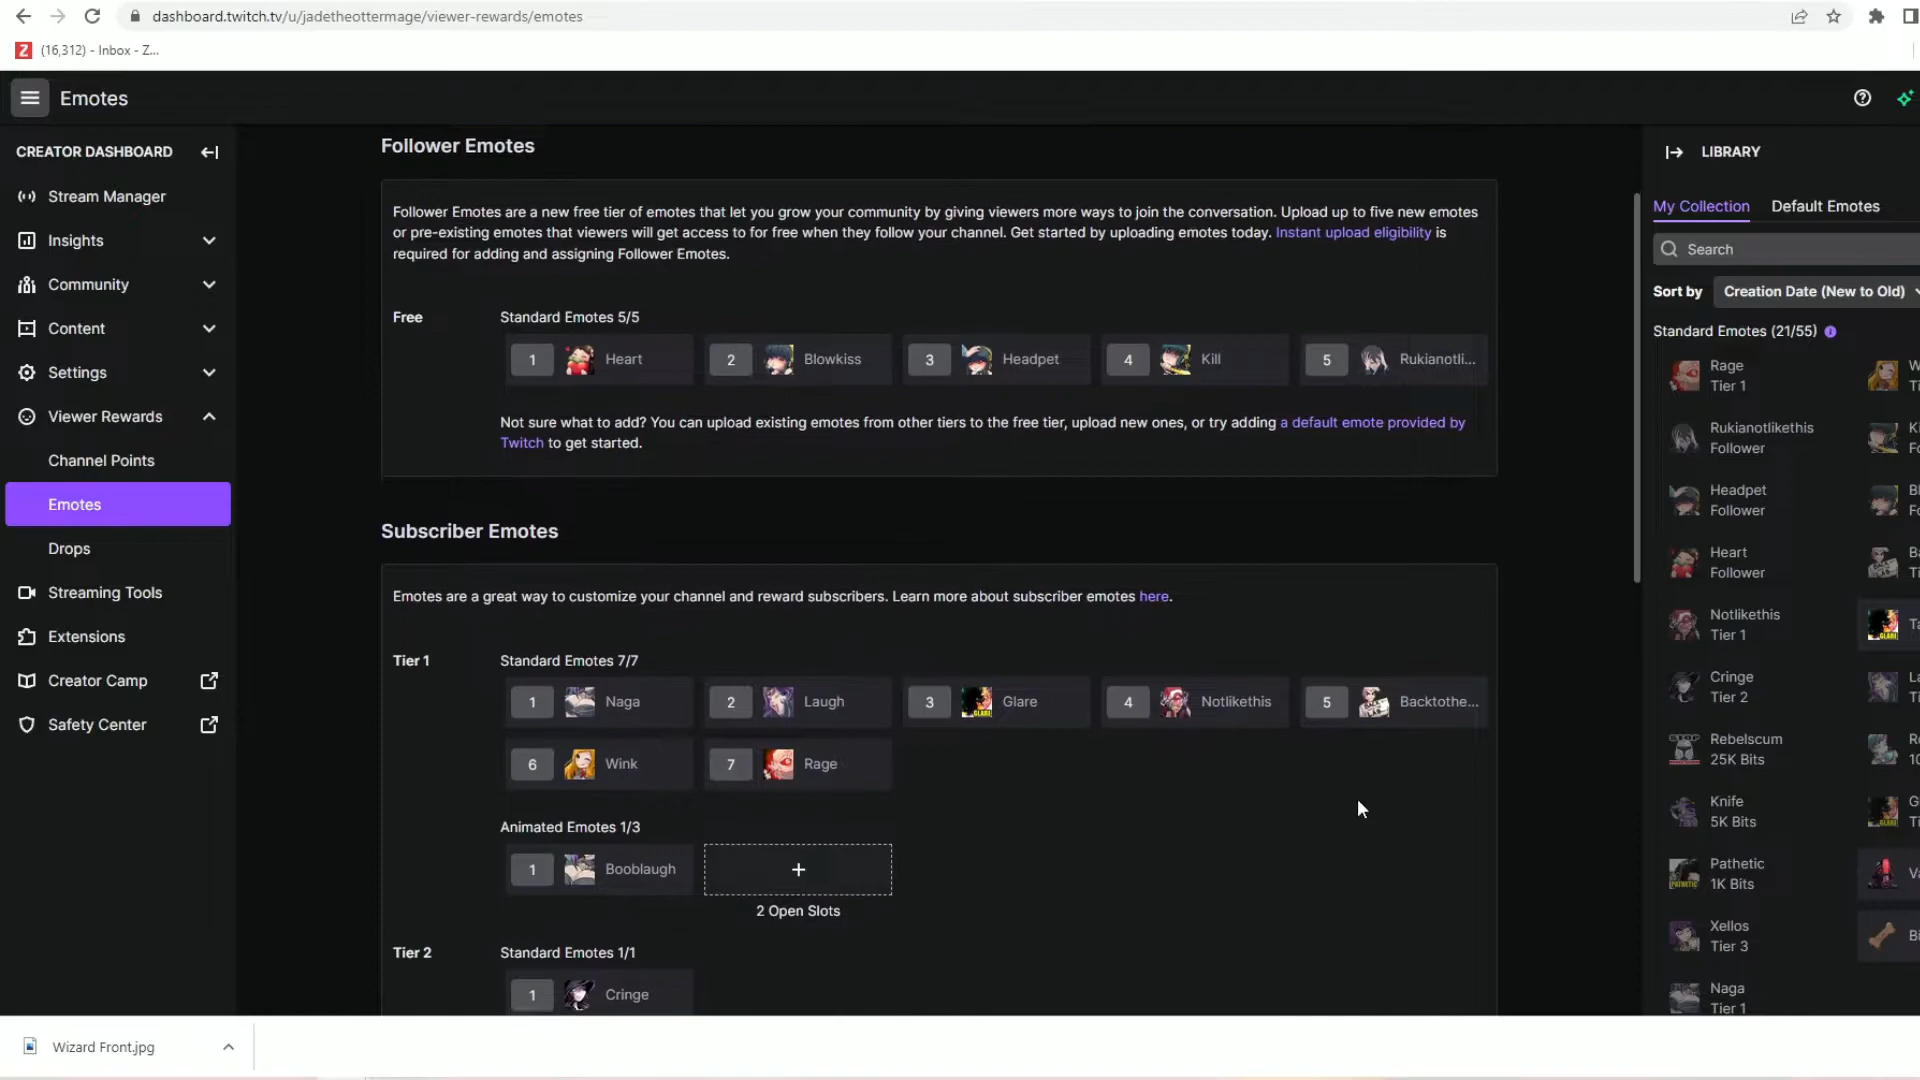 dashboard.twitch.tv/u/jadetheottermage/viewer-rewards/emotes
Z (16,312) - Inbox - Z...
Emotes
CREATOR DASHBOARD
Stream Manager
Insights
Community
Content
Settings
Viewer Rewards
Channel Points
Emotes
Drops
Streaming Tools
Extensions
Creator Camp
Safety Center
Follower Emotes
Follower Emotes are a new free tier of emotes that let you grow your community by giving viewers more ways to join the conversation. Upload up to five new emotes
or pre-existing emotes that viewers will get access to for free when they follow your channel. Get started by uploading emotes today. Instant upload eligibility is
required for adding and assigning Follower Emotes.
Free Standard Emotes 5/5
1 Heart 2 Blowkiss 3 Headpet 4 Kill 5 Rukianotli...
Not sure what to add? You can upload existing emotes from other tiers to the free tier, upload new ones, or try adding a default emote provided by
Twitch to get started.
Subscriber Emotes
Emotes are a great way to customize your channel and reward subscribers. Learn more about subscriber emotes here.
Tier 1 Standard Emotes 7/7
1 Naga 2 Laugh 3 GLARE Glare 4 Notlikethis 5 Backtothe...
6 Wink 7 Rage
Animated Emotes 1/3
1 Booblaugh +
2 Open Slots
Tier 2 Standard Emotes 1/1
1 Cringe
LIBRARY
My Collection Default Emotes
Search
Sort by Creation Date (New to Old)
Standard Emotes (21/55)
Rage
Tier 1
Rukianotlikethis
Follower
Headpet
Follower
Heart
Follower
Notlikethis
Tier 1
GLARE
Cringe
Tier 2
Rebelscum
25K Bits
Knife
5K Bits
Pathetic
1K Bits
PATHETIC
Xellos
Tier 3
Naga
Tier 1
Wizard Front.jpg